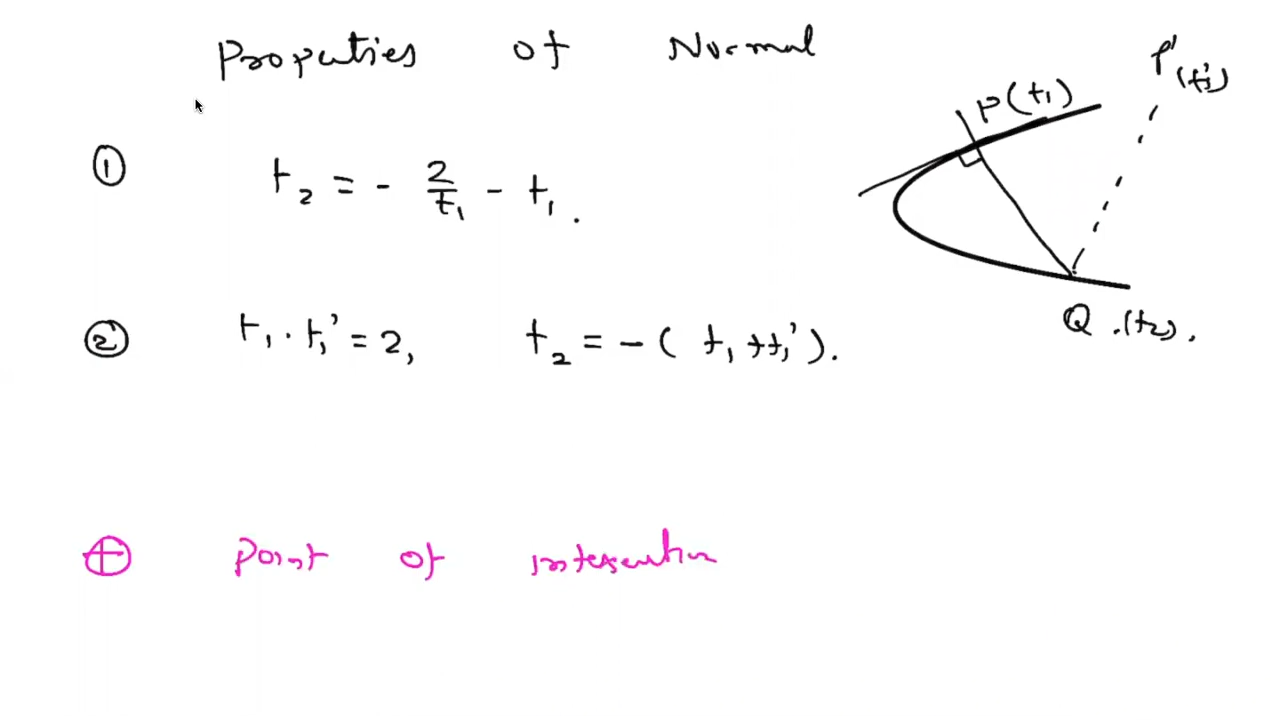 Properties of Normal
P'
(t₁')
P(t₁)
① t₂ = - 2/t₁ - t₁.
Q.(t₂).
② t₁·t₁' = 2, t₂ = -( t₁ + t₁').
⊕ Point of intersection